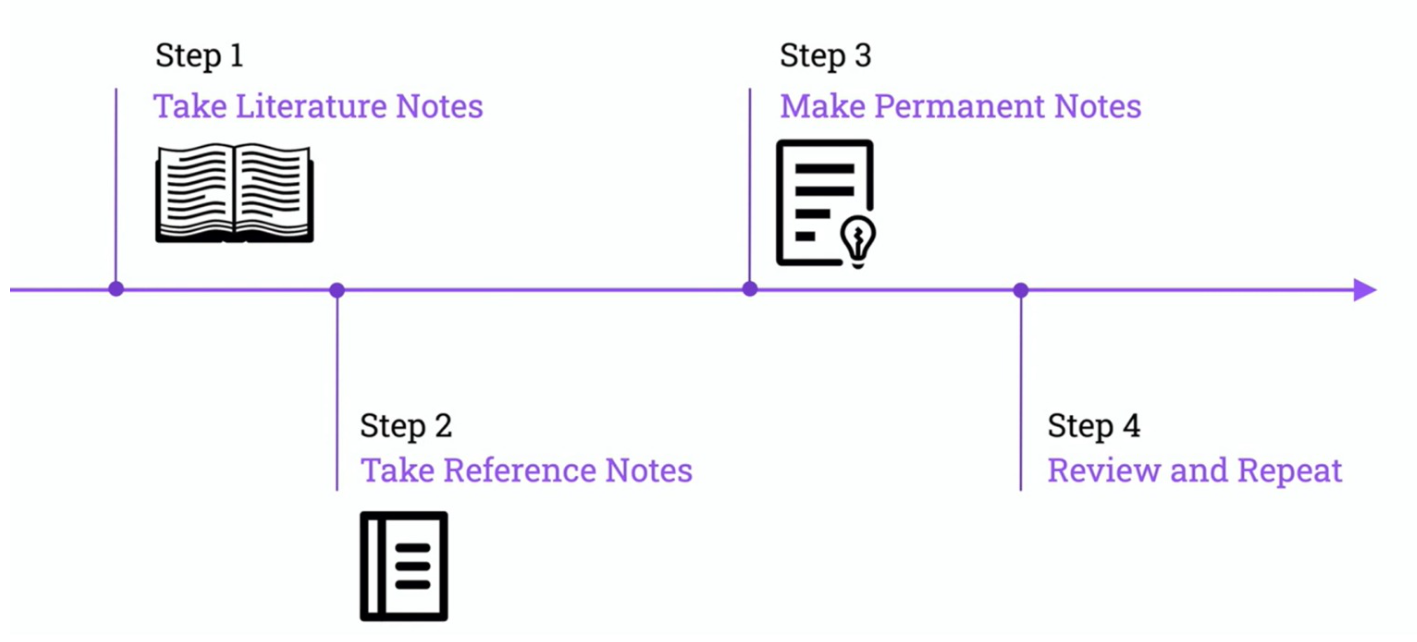 Step 1
Take Literature Notes
Step 2
Take Reference Notes
Step 3
Make Permanent Notes
Step 4
Review and Repeat